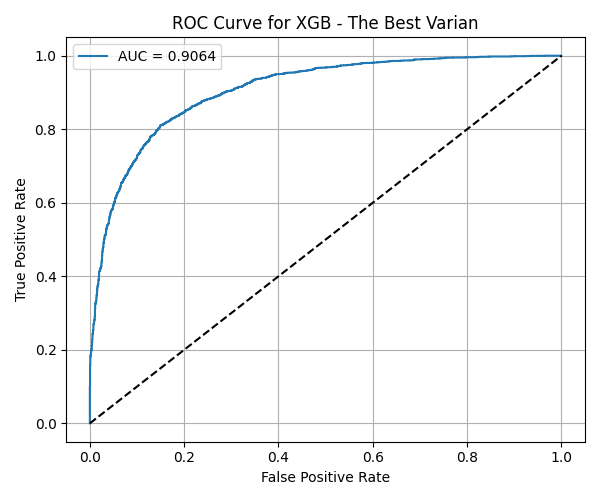 ROC Curve for XGB - The Best Varian
AUC = 0.9064
1.0
0.8
0.6
0.4
0.2
0.0
True Positive Rate
0.0 0.2 0.4 0.6 0.8 1.0
False Positive Rate